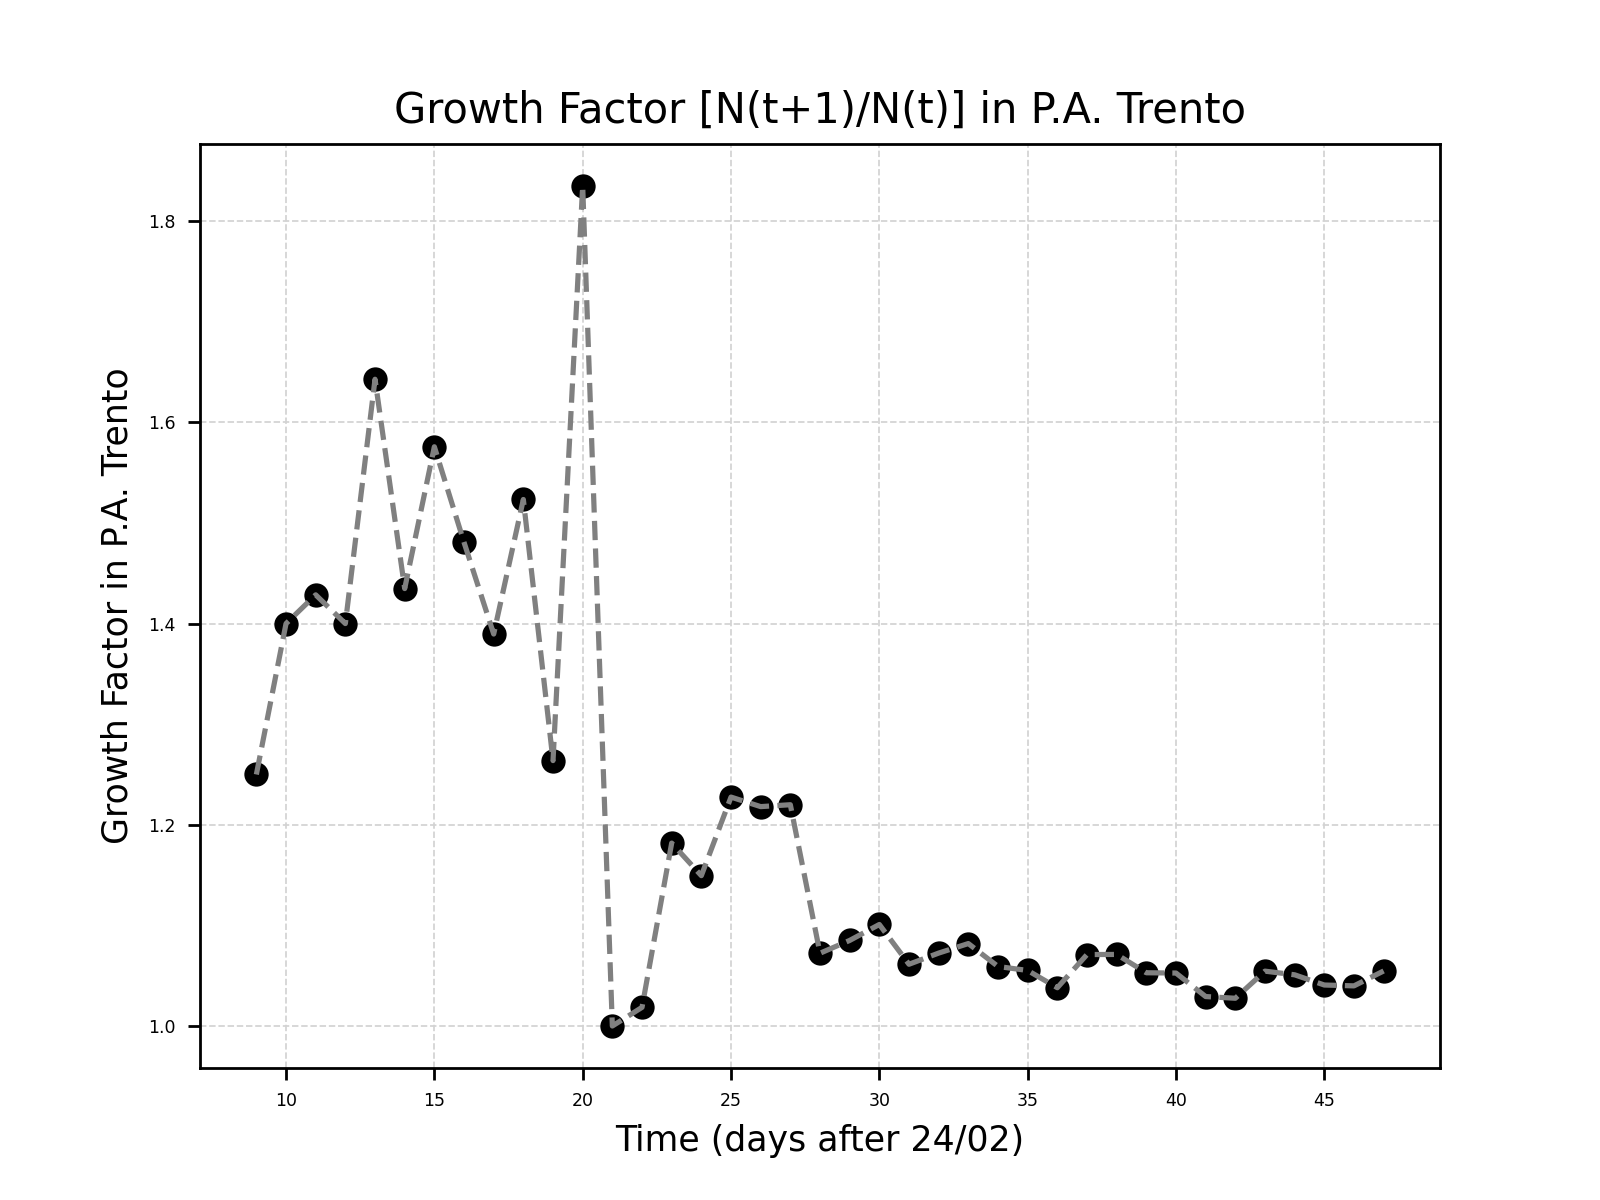 Growth Factor [N(t+1)/N(t)] in P.A. Trento
Growth Factor in P.A. Trento
1.8
1.6
1.4
1.2
1.0
10 15 20 25 30 35 40 45
Time (days after 24/02)